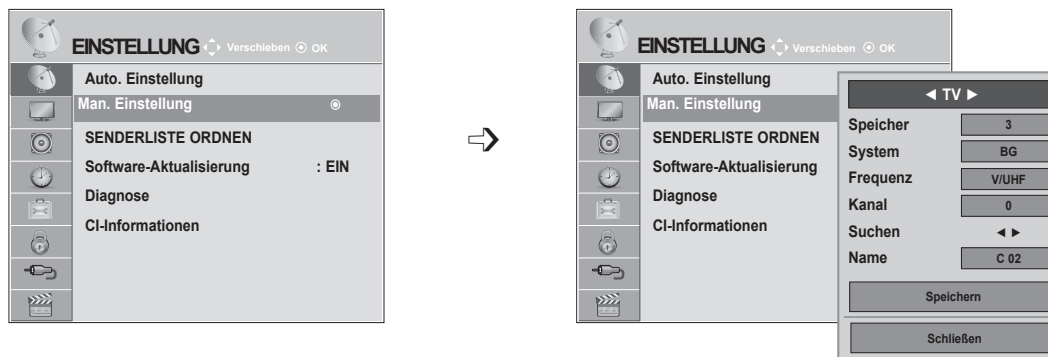 EINSTELLUNG Verschieben OK
Auto. Einstellung
Man. Einstellung
SENDERLISTE ORDNEN
Software-Aktualisierung : EIN
Diagnose
CI-Informationen
EINSTELLUNG Verschieben OK
Auto. Einstellung
Man. Einstellung
SENDERLISTE ORDNEN
Software-Aktualisierung
Diagnose
CI-Informationen
◄ TV ►
Speicher 3
System BG
Frequenz V/UHF
Kanal 0
Suchen ◄ ►
Name C 02
Speichern
Schließen